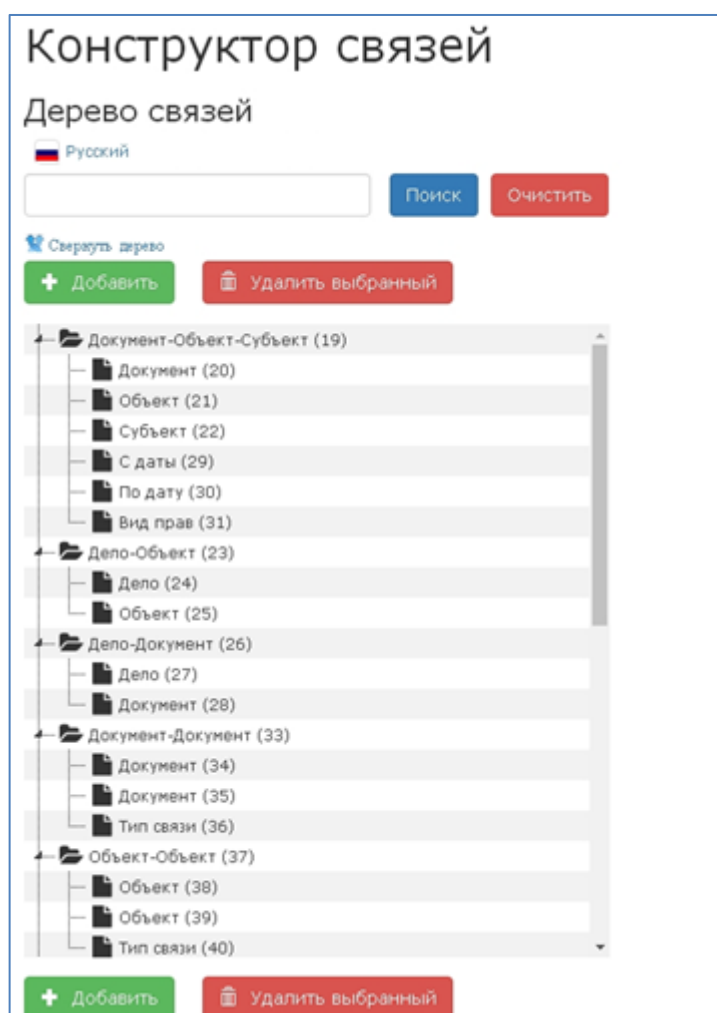 Конструктор связей
Дерево связей
Русский
Поиск Очистить
Свернуть дерево
Добавить Удалить выбранный
Документ-Объект-Субъект (19)
Документ (20)
Объект (21)
Субъект (22)
С даты (29)
По дату (30)
Вид прав (31)
Дело-Объект (23)
Дело (24)
Объект (25)
Дело-Документ (26)
Дело (27)
Документ (28)
Документ-Документ (33)
Документ (34)
Документ (35)
Тип связи (36)
Объект-Объект (37)
Объект (38)
Объект (39)
Тип связи (40)
Добавить Удалить выбранный